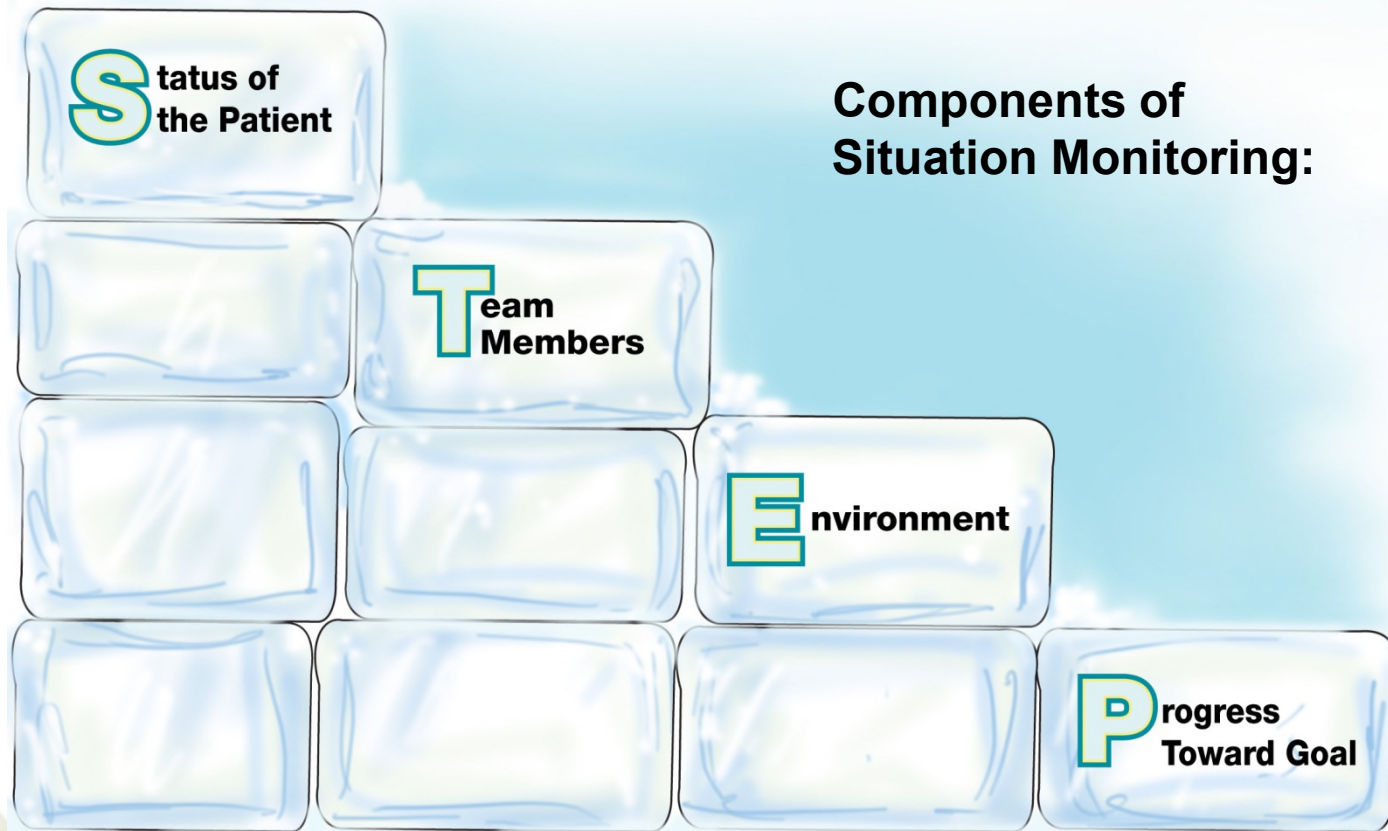 Components of
Situation Monitoring:
Status of
the Patient
Team
Members
Environment
Progress
Toward Goal